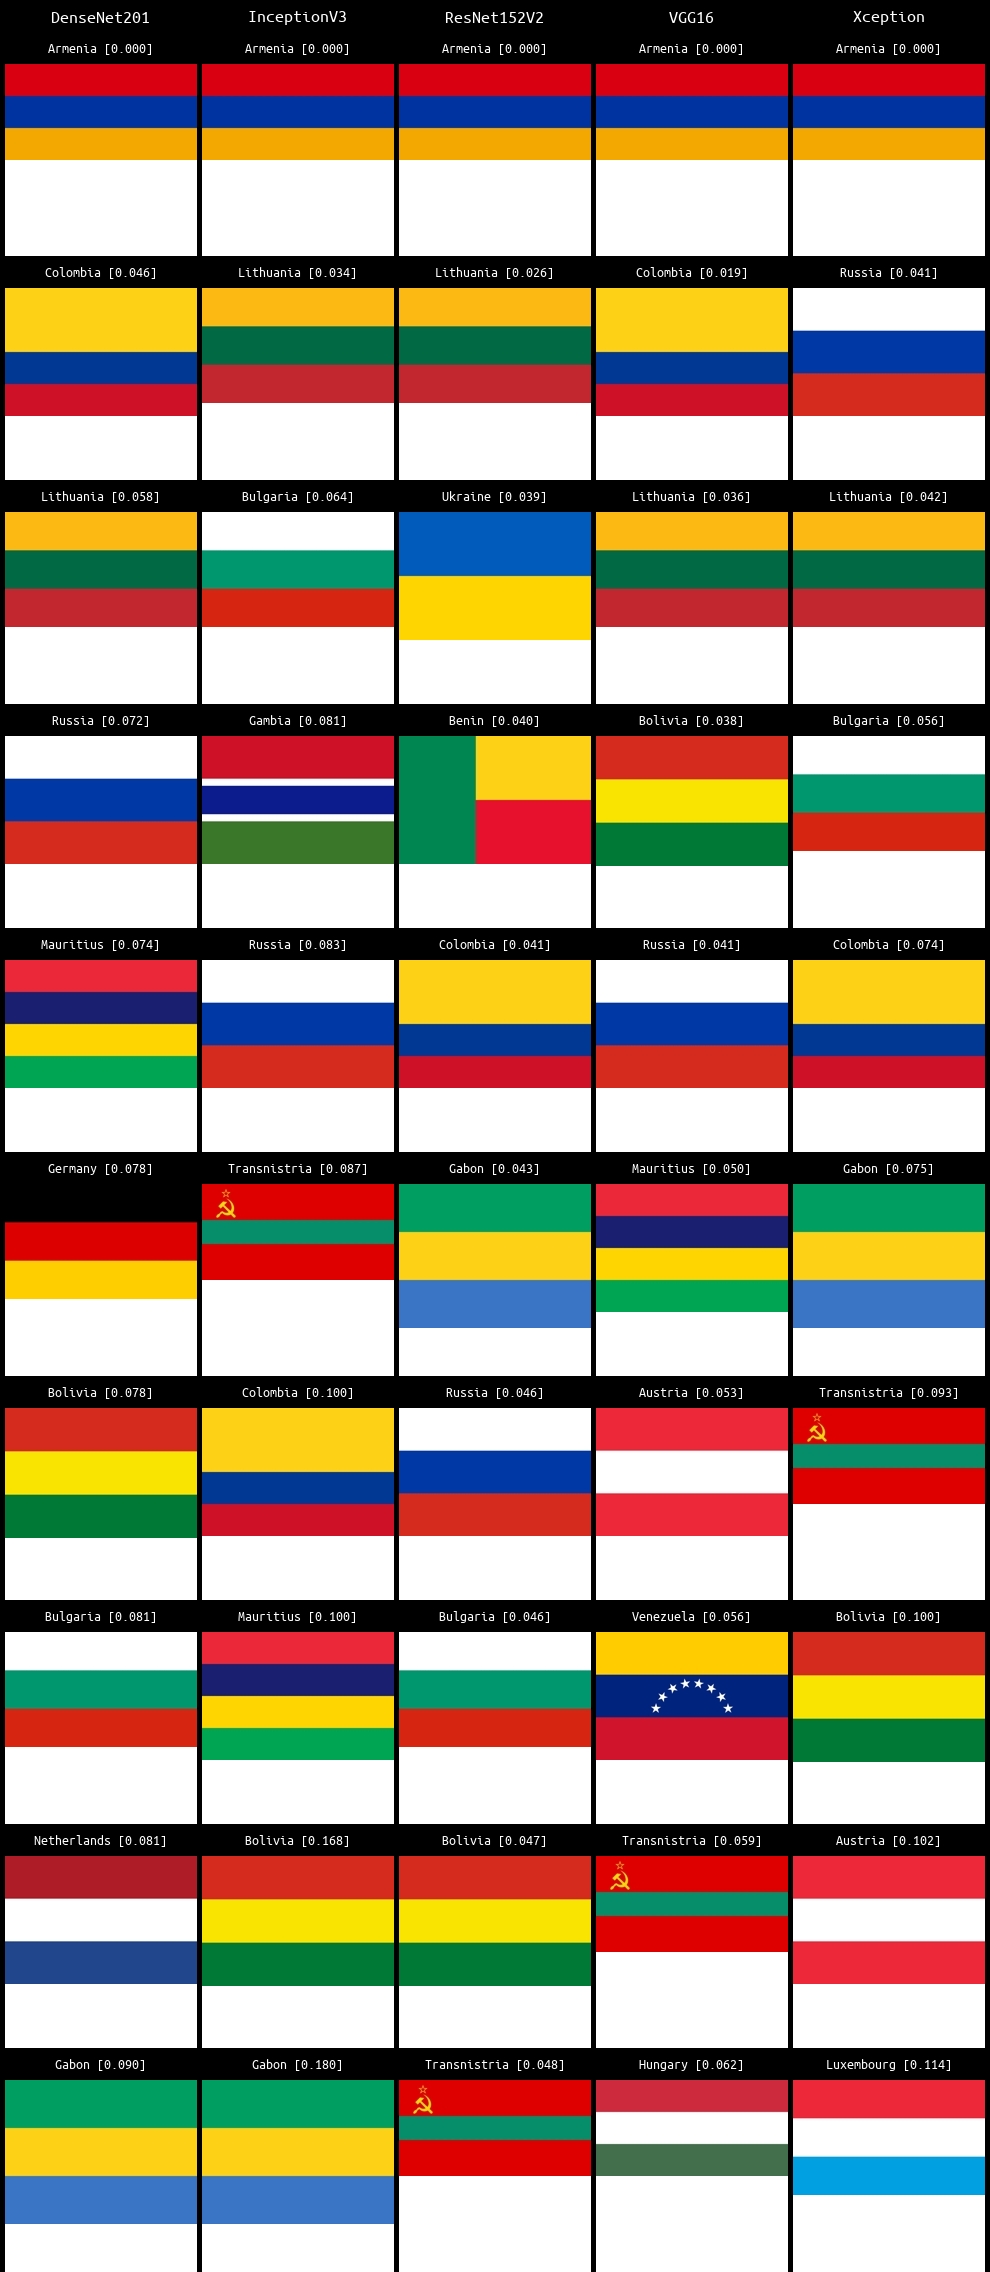 DenseNet201 InceptionV3 ResNet152V2 VGG16 Xception
Armenia [0.000] Armenia [0.000] Armenia [0.000] Armenia [0.000] Armenia [0.000]
Colombia [0.046] Lithuania [0.034] Lithuania [0.026] Colombia [0.019] Russia [0.041]
Lithuania [0.058] Bulgaria [0.064] Ukraine [0.039] Lithuania [0.036] Lithuania [0.042]
Russia [0.072] Gambia [0.081] Benin [0.040] Bolivia [0.038] Bulgaria [0.056]
Mauritius [0.074] Russia [0.083] Colombia [0.041] Russia [0.041] Colombia [0.074]
Germany [0.078] Transnistria [0.087] Gabon [0.043] Mauritius [0.050] Gabon [0.075]
Bolivia [0.078] Colombia [0.100] Russia [0.046] Austria [0.053] Transnistria [0.093]
Bulgaria [0.081] Mauritius [0.100] Bulgaria [0.046] Venezuela [0.056] Bolivia [0.100]
Netherlands [0.081] Bolivia [0.168] Bolivia [0.047] Transnistria [0.059] Austria [0.102]
Gabon [0.090] Gabon [0.180] Transnistria [0.048] Hungary [0.062] Luxembourg [0.114]